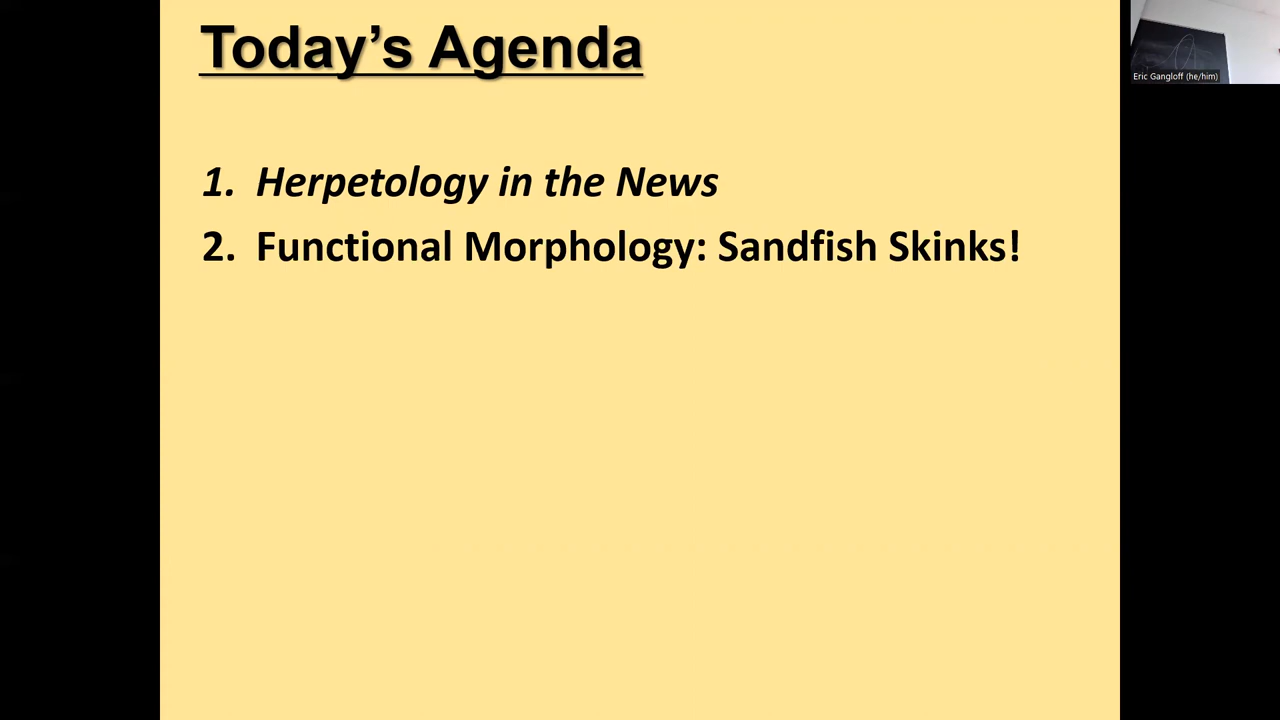 Today’s Agenda
1. Herpetology in the News
2. Functional Morphology: Sandfish Skinks!
Eric Gangloff (he/him)